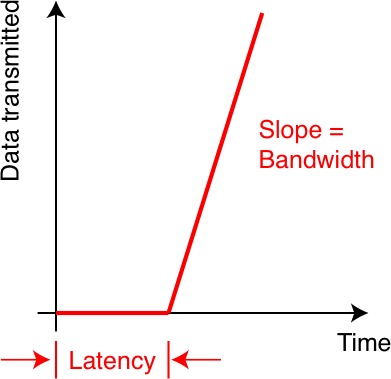 Data transmitted
Slope =
Bandwidth
Time
Latency